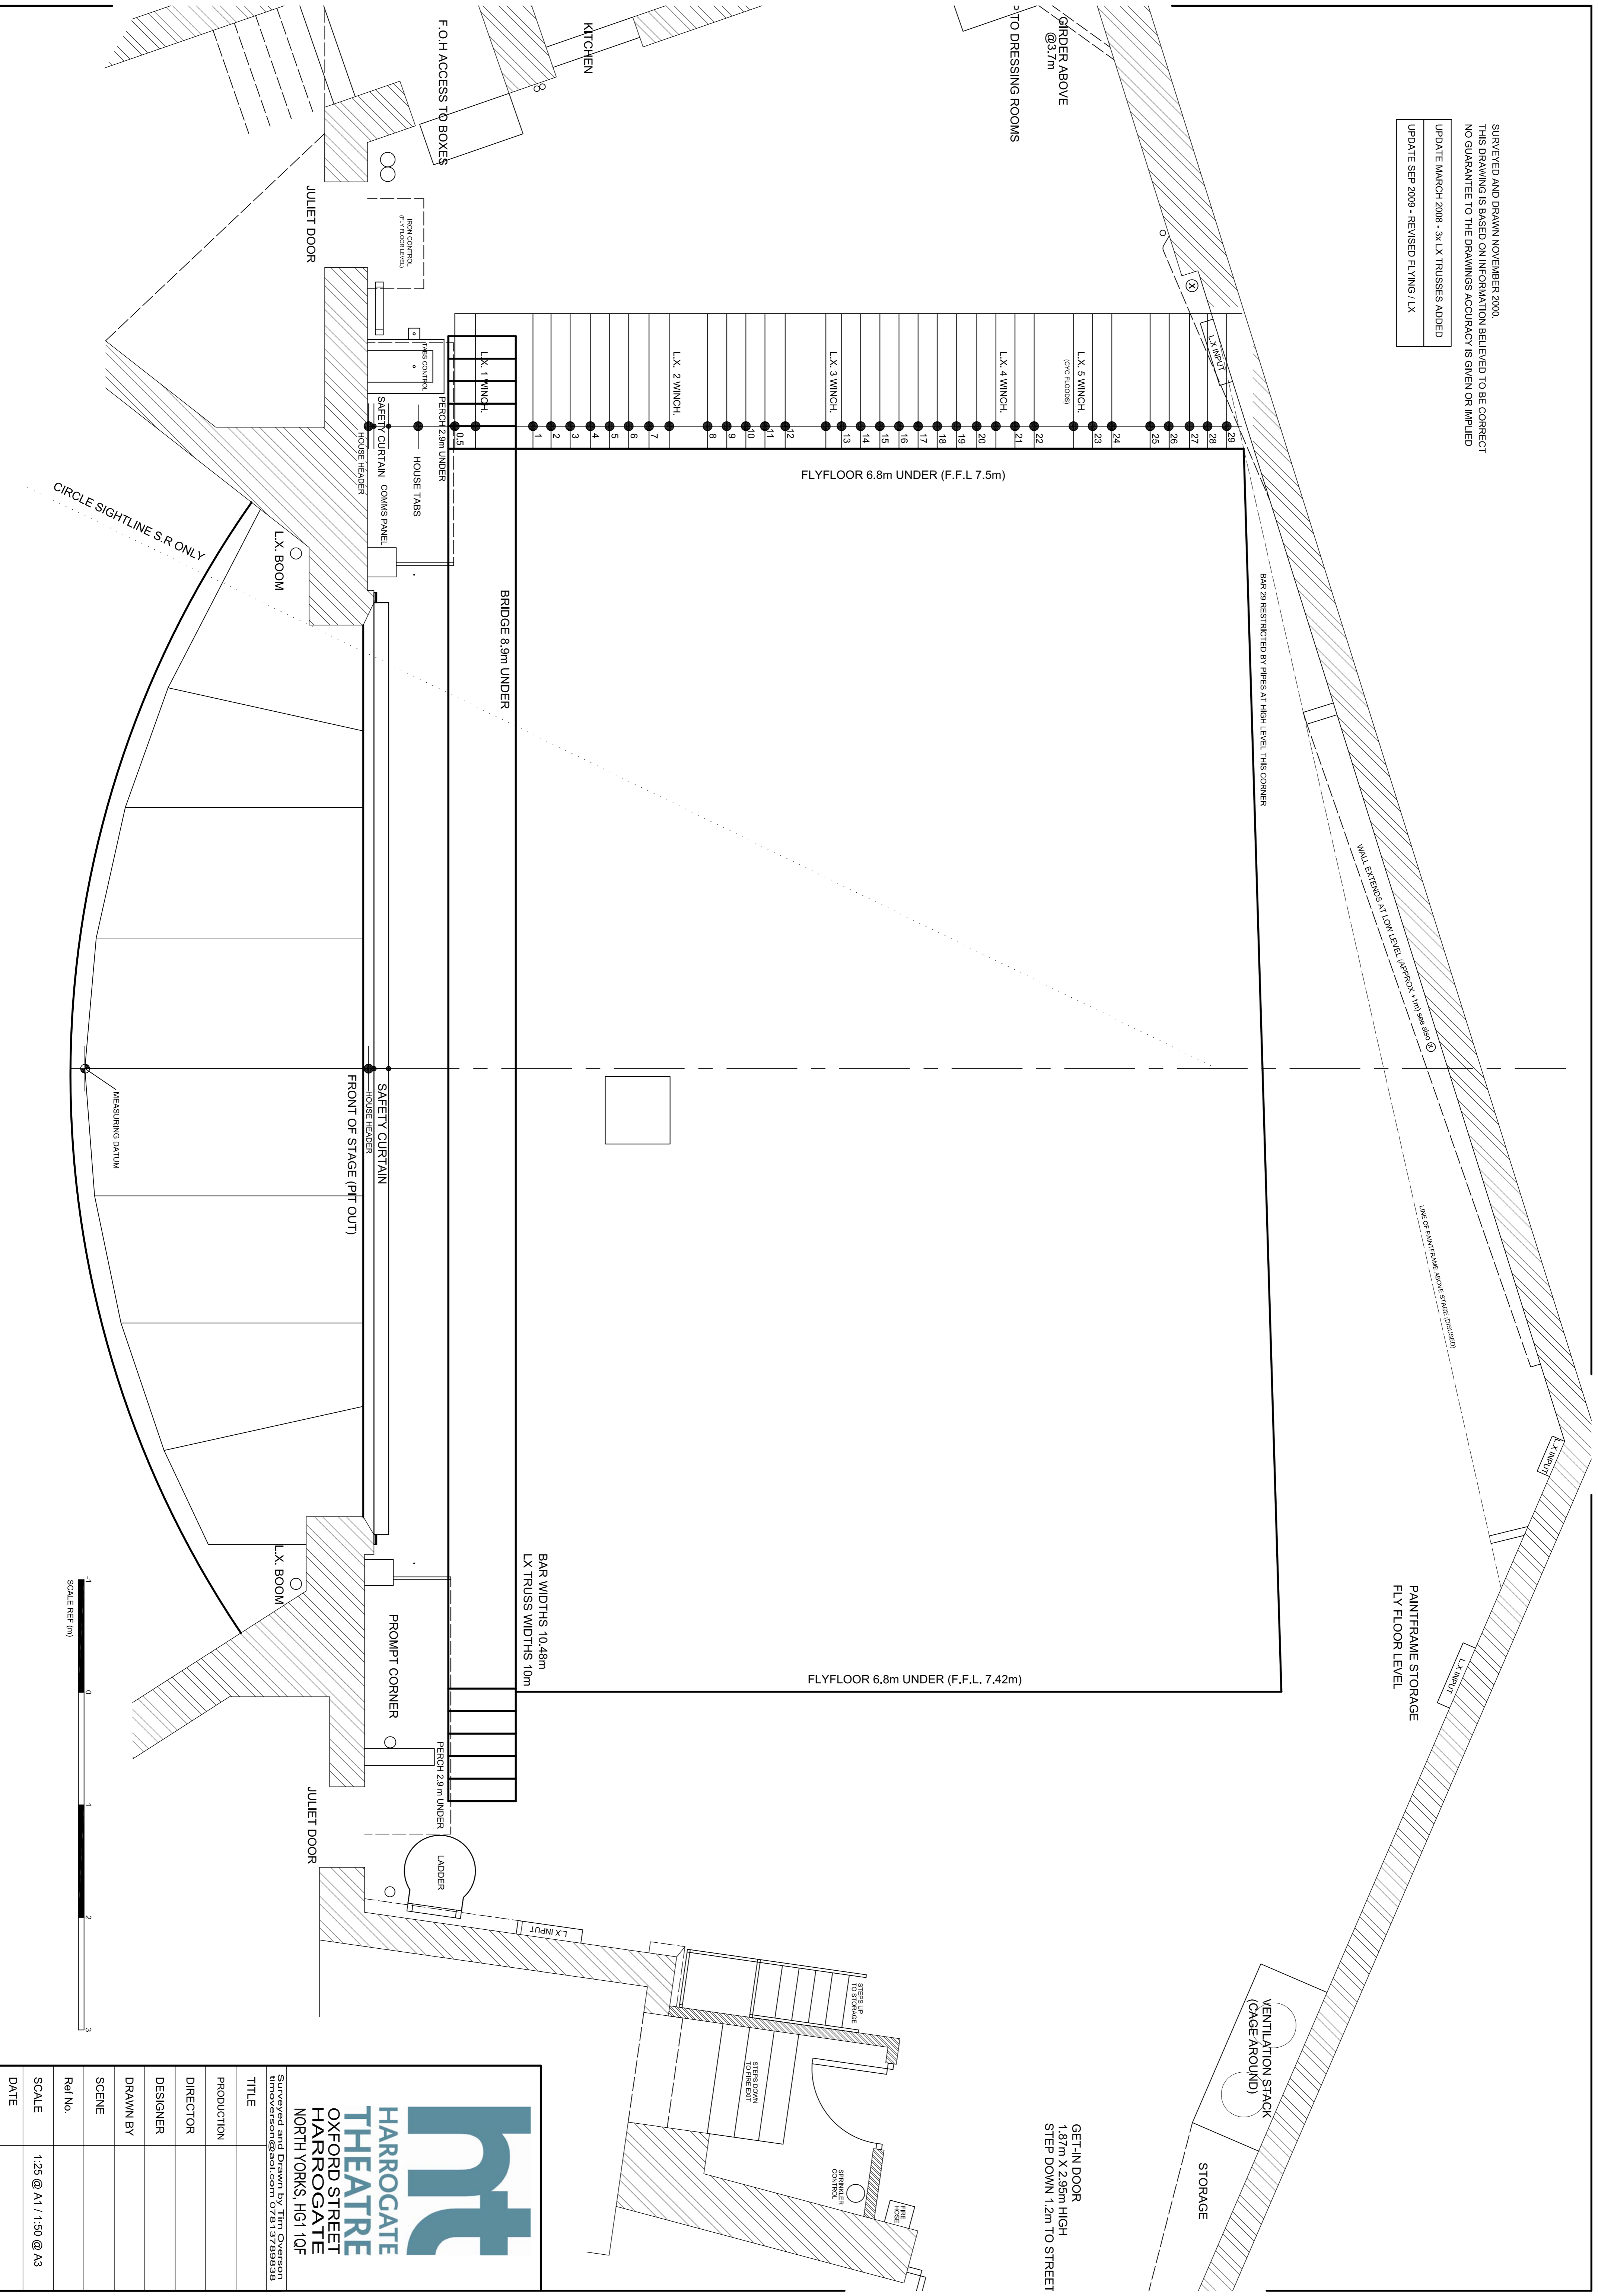 SURVEYED AND DRAWN NOVEMBER 2000.
THIS DRAWING IS BASED ON INFORMATION BELIEVED TO BE CORRECT
NO GUARANTEE TO THE DRAWINGS ACCURACY IS GIVEN OR IMPLIED
UPDATE MARCH 2008 - 3x LX TRUSSES ADDED
UPDATE SEP 2009 - REVISED FLYING / LX
GIRDER ABOVE
@3.7m
TO DRESSING ROOMS
KITCHEN
F.O.H ACCESS TO BOXES
JULIET DOOR
IRON CONTROL
(FLY FLOOR LEVEL)
TABS CONTROL
X
L.X INPUT
L.X. 1 WINCH.
L.X. 2 WINCH.
L.X. 3 WINCH.
L.X. 4 WINCH.
L.X. 5 WINCH.
(CYC FLOODS)
0.5
1
2
3
4
5
6
7
8
9
10
11
12
13
14
15
16
17
18
19
20
21
22
23
24
25
26
27
28
29
PERCH 2.9m UNDER
HOUSE TABS
SAFETY CURTAIN
COMMS PANEL
HOUSE HEADER
FLYFLOOR 6.8m UNDER (F.F.L 7.5m)
CIRCLE SIGHTLINE S.R ONLY
L.X. BOOM
BRIDGE 8.9m UNDER
BAR 29 RESTRICTED BY PIPES AT HIGH LEVEL THIS CORNER
WALL EXTENDS AT LOW LEVEL (APPROX +1m) see also X
LINE OF PAINTFRAME ABOVE STAGE (DISUSED)
SAFETY CURTAIN
HOUSE HEADER
FRONT OF STAGE (PIT OUT)
MEASURING DATUM
L.X INPUT
PAINTFRAME STORAGE
FLY FLOOR LEVEL
L.X INPUT
BAR WIDTHS 10.48m
LX TRUSS WIDTHS 10m
L.X. BOOM
PROMPT CORNER
FLYFLOOR 6.8m UNDER (F.F.L. 7.42m)
PERCH 2.9 m UNDER
JULIET DOOR
LADDER
L.X INPUT
STEPS UP
TO STORAGE
STEPS DOWN
TO FIRE EXIT
SPRINKLER
CONTROL
FIRE
HOSE
VENTILATION STACK
(CAGE AROUND)
STORAGE
GET-IN DOOR
1.87m X 2.95m HIGH
STEP DOWN 1.2m TO STREET
-1
0
1
2
3
SCALE REF (m)
ht
HARROGATE
THEATRE
OXFORD STREET
HARROGATE
NORTH YORKS, HG1 1QF
Surveyed and Drawn by Tim Overson
timoverson@aol.com 07813789838
TITLE
PRODUCTION
DIRECTOR
DESIGNER
DRAWN BY
SCENE
Ref No.
SCALE 1:25 @ A1 / 1:50 @ A3
DATE